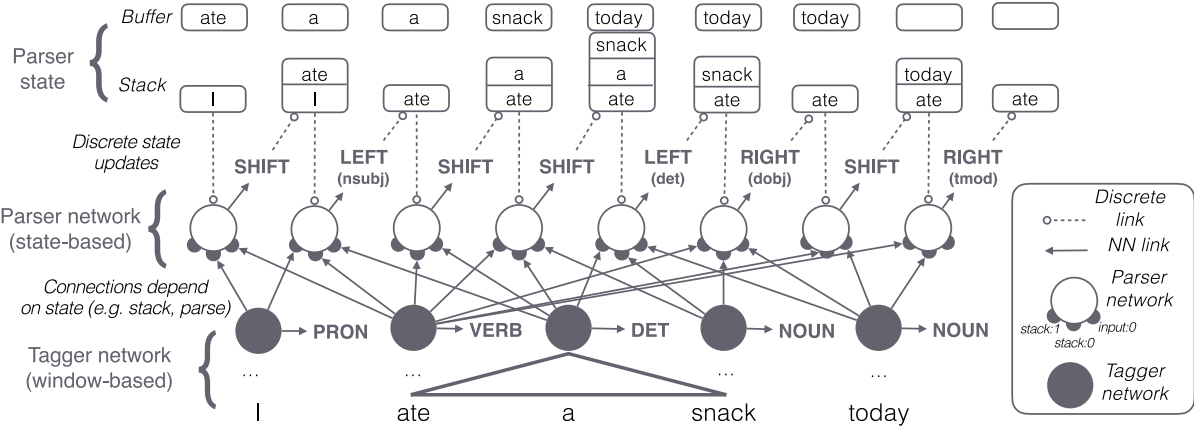 Buffer ate a a snack today today today
Parser state
snack
ate a a snack today
Stack I I ate ate ate ate ate ate ate
Discrete state updates
SHIFT LEFT (nsubj) SHIFT SHIFT LEFT (det) RIGHT (dobj) SHIFT RIGHT (tmod)
Parser network
(state-based)
Connections depend
on state (e.g. stack, parse)
PRON VERB DET NOUN NOUN
Tagger network
(window-based)
... ... ... ...
I ate a snack today
Discrete
link
NN link
Parser
network
stack:1 input:0
stack:0
Tagger
network